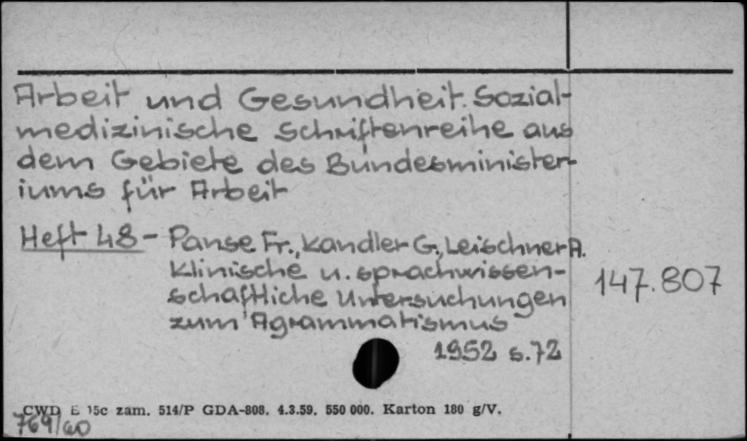 Arbeit und Gesundheit. Sozial-
medizinische Schriftenreihe aus
dem Gebiete des Bundesminister-
iums für Arbeit
Heft 48 - Panse Fr., Kandler G., Leischner A.
Klinische u. sprachwissen-
schaftliche Untersuchungen
zum Agrammatismus
1952 s. 72
147.807
CWD E 15c zam. 514/P GDA-808. 4.3.59. 550 000. Karton 180 g/V.
769/60